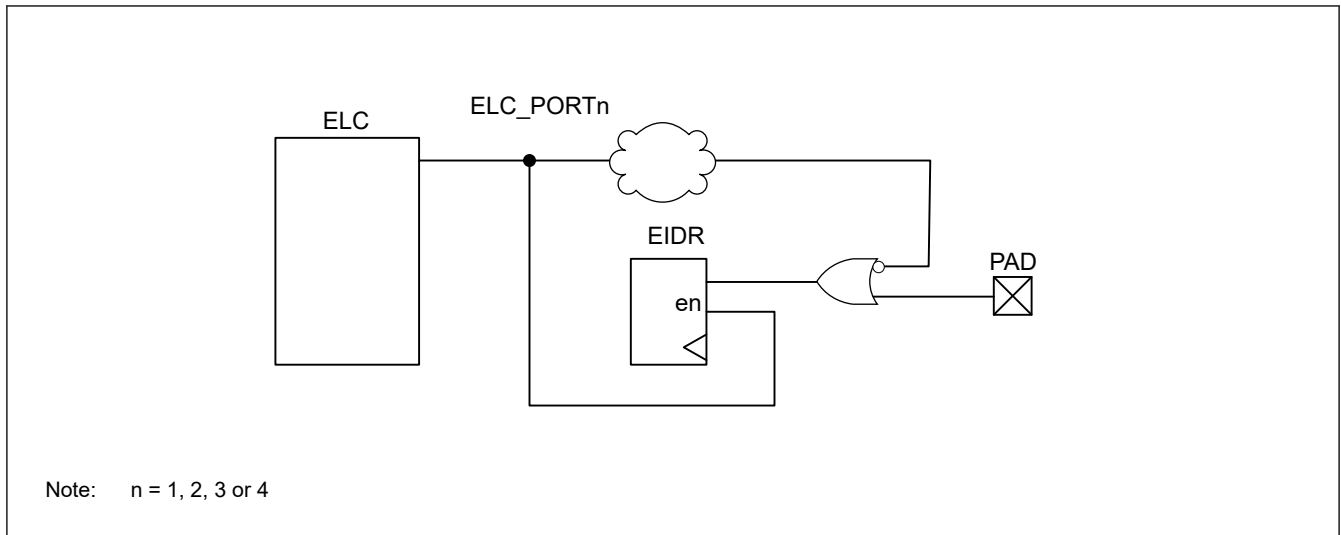 ELC_PORTn
ELC
EIDR
PAD
en
Note: n = 1, 2, 3 or 4